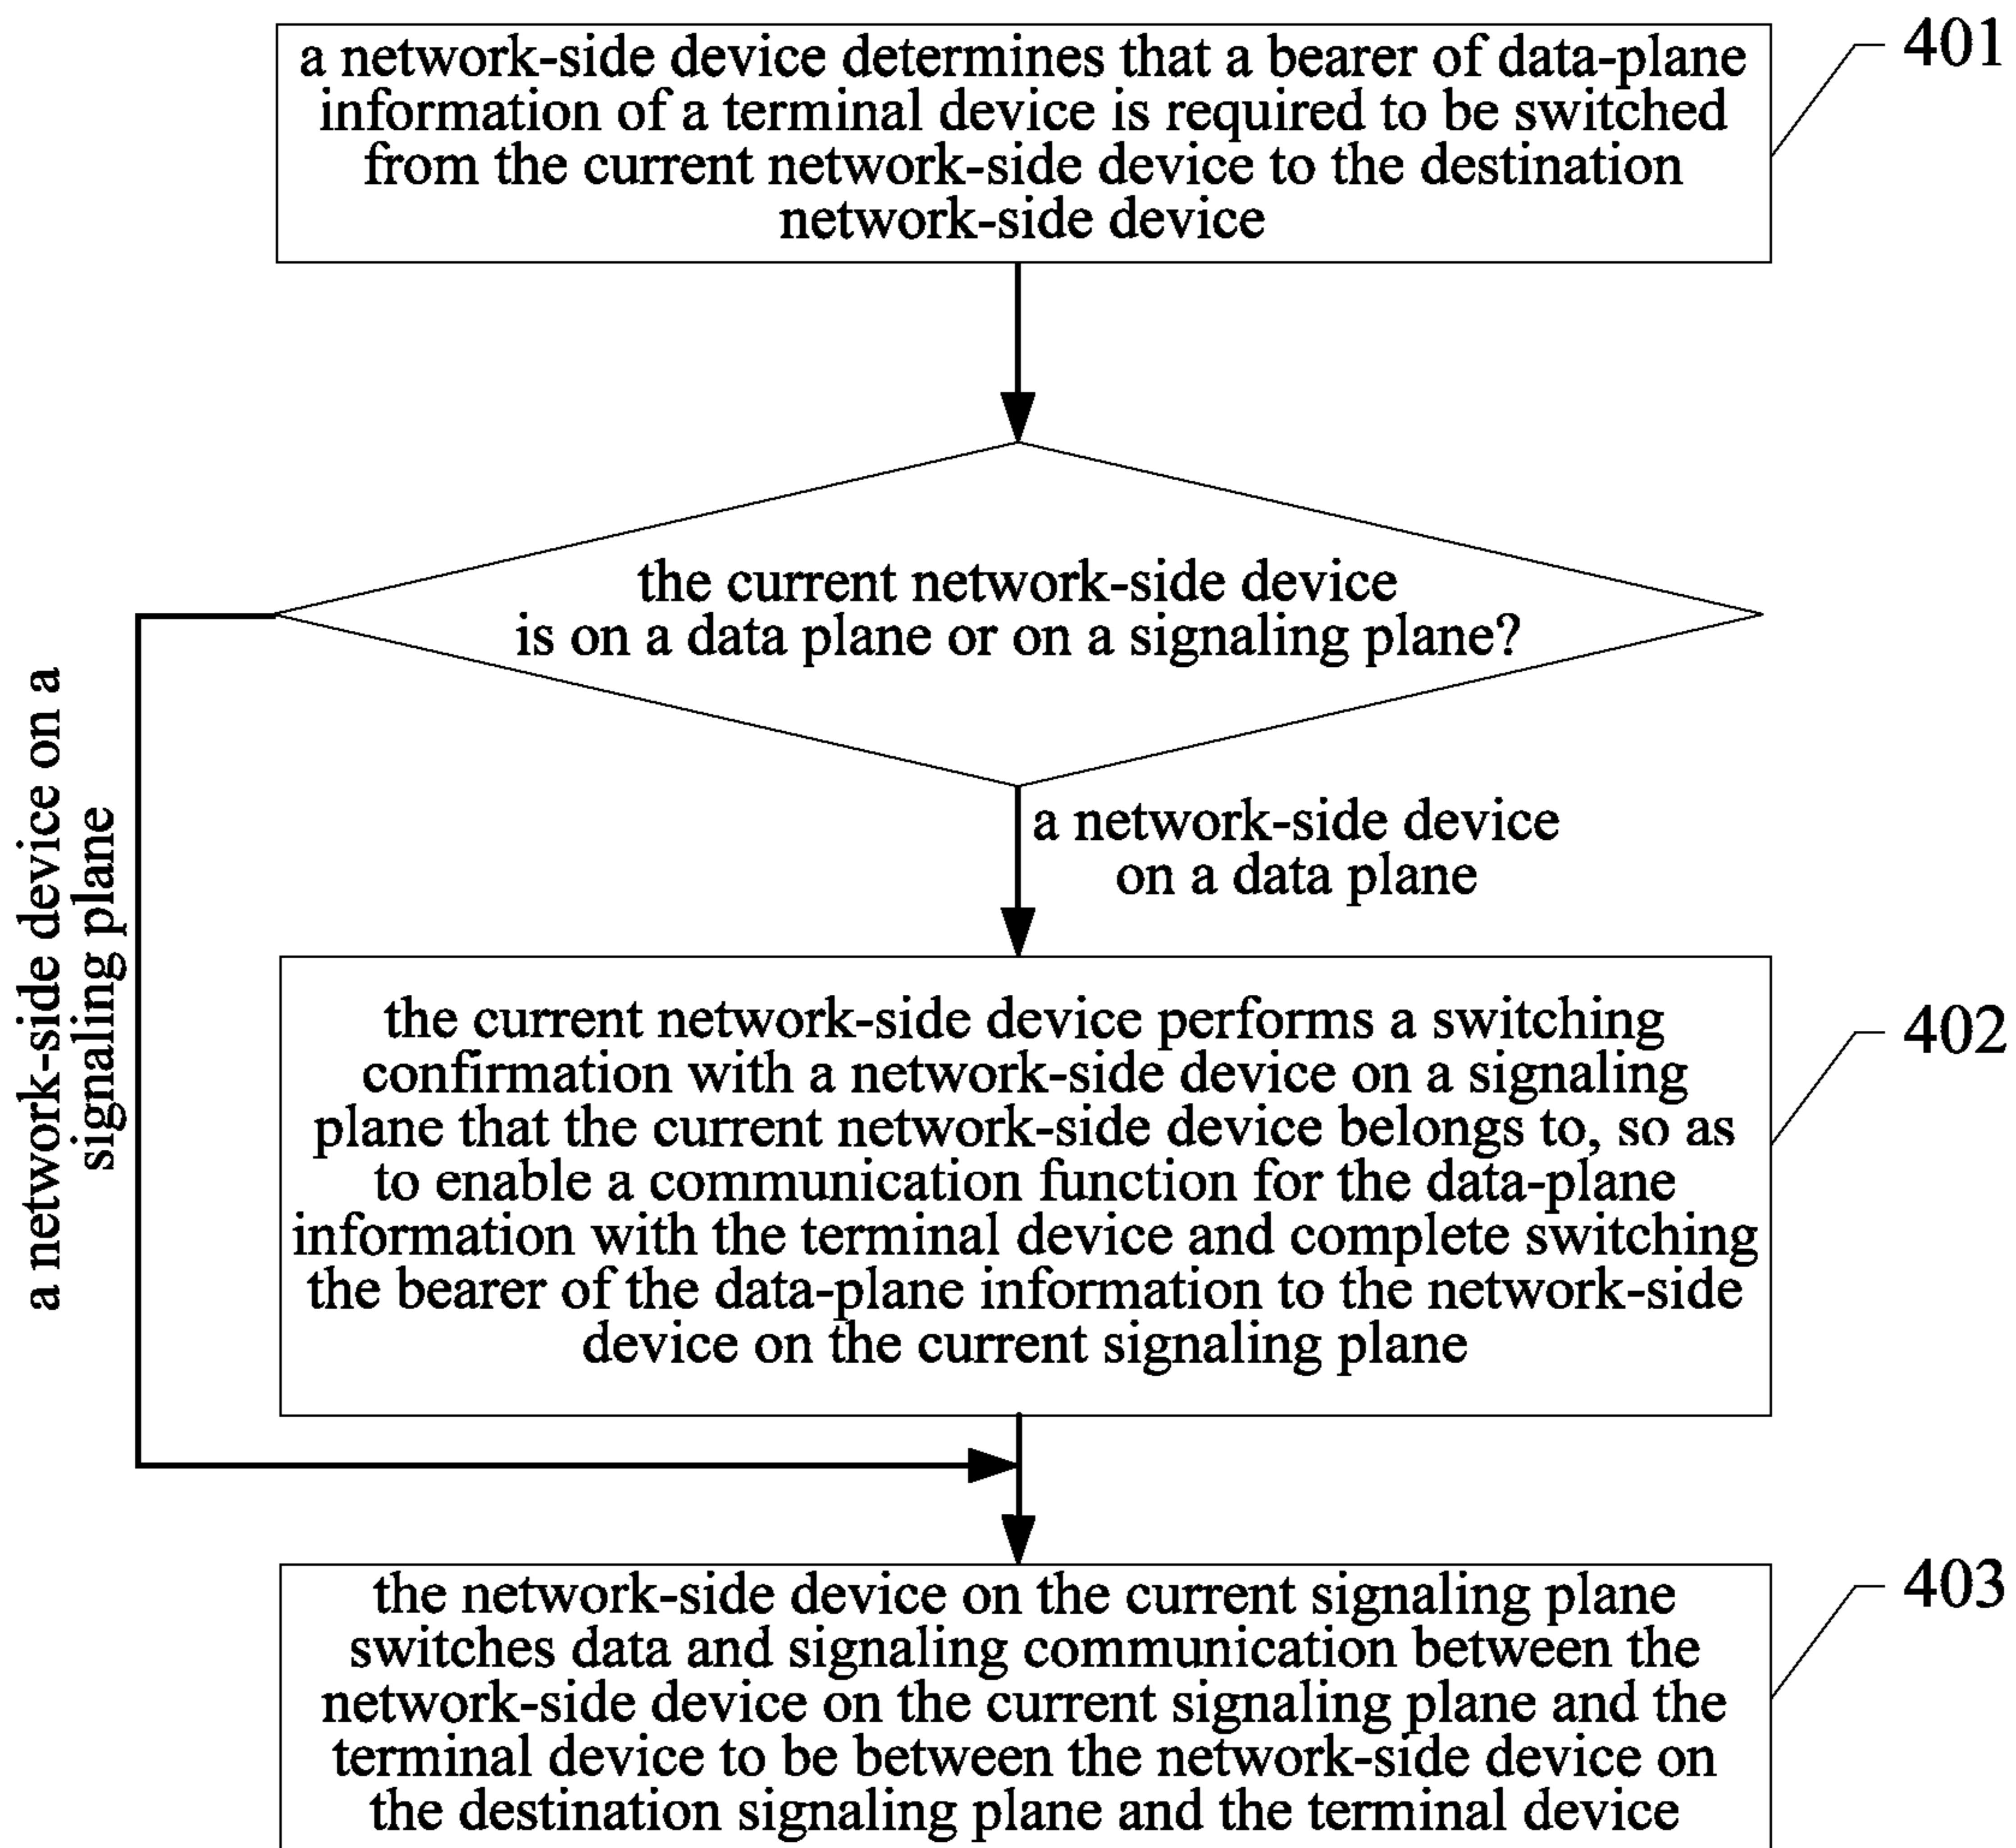 a network-side device determines that a bearer of data-plane
information of a terminal device is required to be switched
from the current network-side device to the destination
network-side device
401
the current network-side device
is on a data plane or on a signaling plane?
a network-side device on a
signaling plane
a network-side device
on a data plane
the current network-side device performs a switching
confirmation with a network-side device on a signaling
plane that the current network-side device belongs to, so as
to enable a communication function for the data-plane
information with the terminal device and complete switching
the bearer of the data-plane information to the network-side
device on the current signaling plane
402
the network-side device on the current signaling plane
switches data and signaling communication between the
network-side device on the current signaling plane and the
terminal device to be between the network-side device on
the destination signaling plane and the terminal device
403